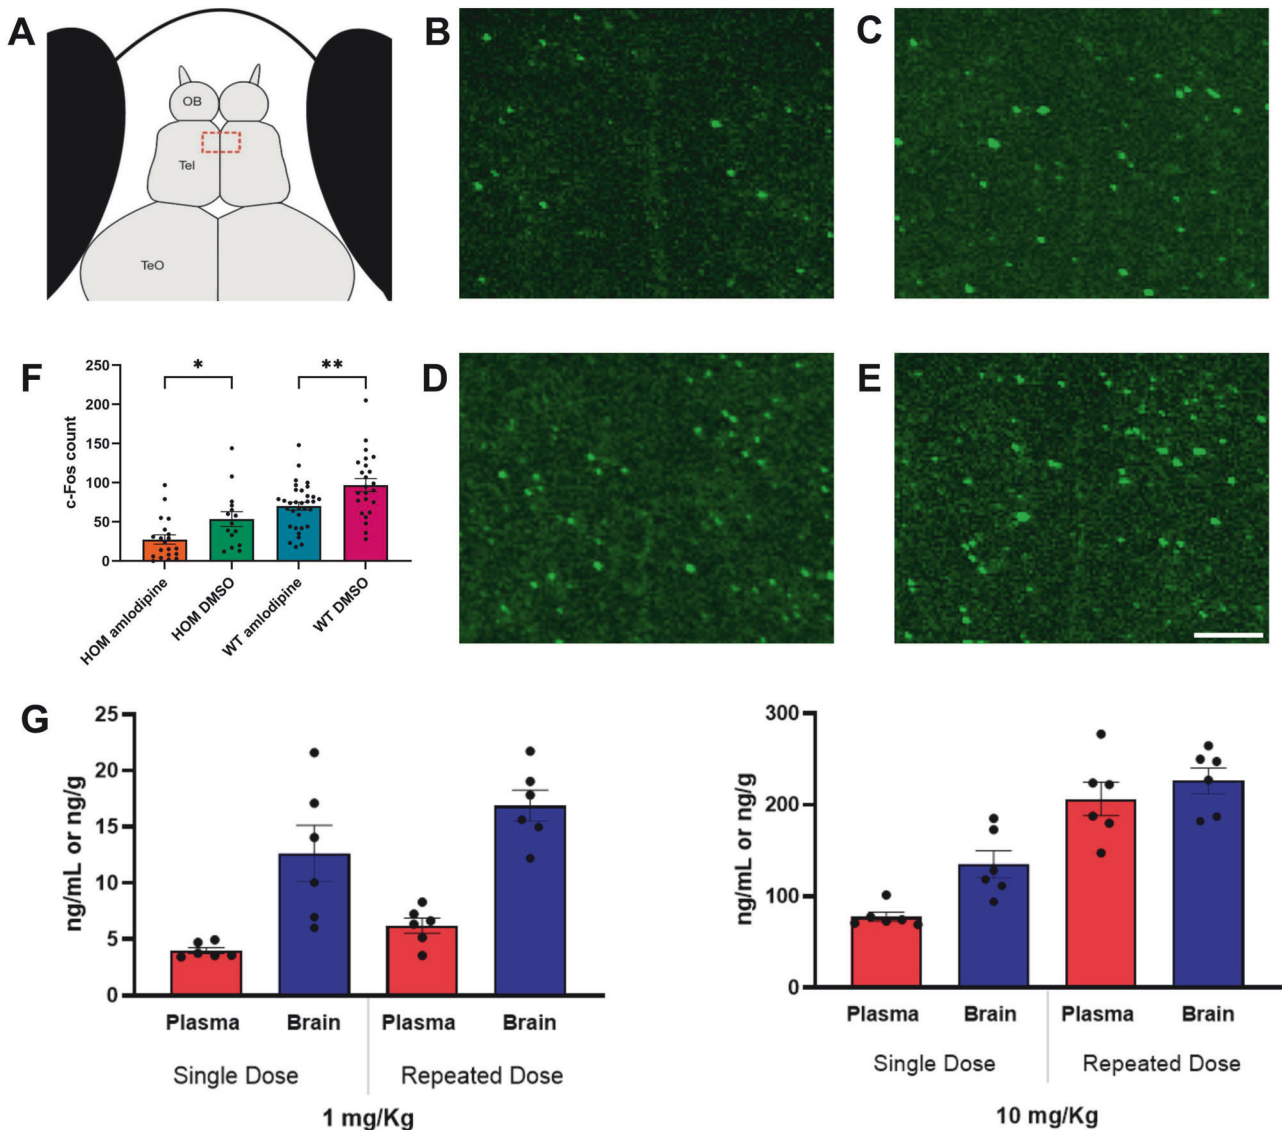 A
OB
Tel
TeO
B
C
D
E
F
c-Fos count
250
200
150
100
50
0
*
**
HOM amlodipine
HOM DMSO
WT amlodipine
WT DMSO
G
ng/mL or ng/g
25
20
15
10
5
0
Plasma Brain Plasma Brain
Single Dose Repeated Dose
1 mg/Kg
ng/mL or ng/g
300
200
100
0
Plasma Brain Plasma Brain
Single Dose Repeated Dose
10 mg/Kg